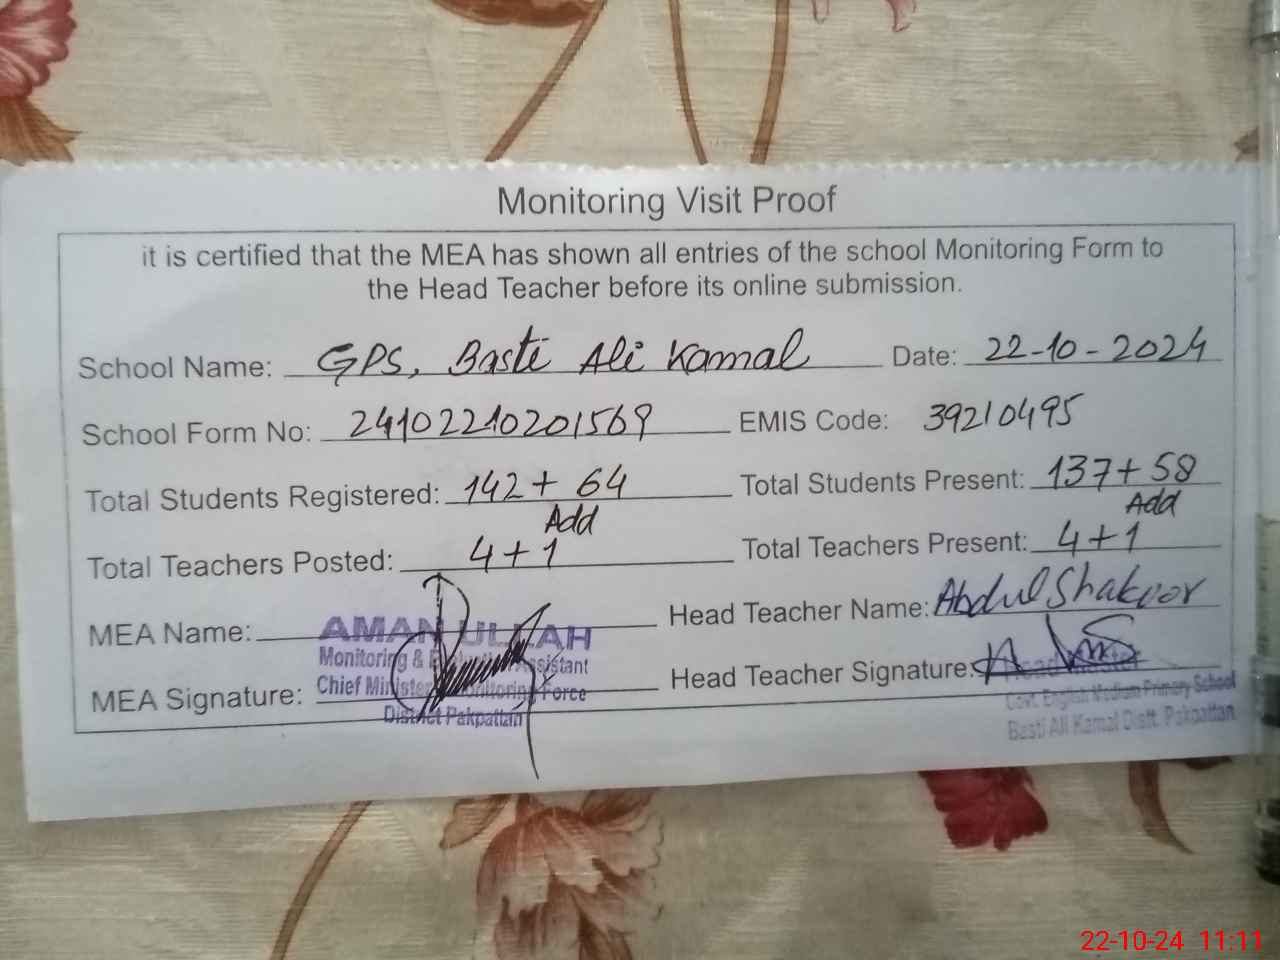 Monitoring Visit Proof
it is certified that the MEA has shown all entries of the school Monitoring Form to
the Head Teacher before its online submission.
School Name: GPS, Basti Ali Kamal Date: 22-10-2024
School Form No: 24102210201569 EMIS Code: 39210495
Total Students Registered: 142+ 64 Total Students Present: 137+ 58
Add Add
Total Teachers Posted: 4+1 Total Teachers Present: 4+1
MEA Name: AMAN ULLAH Head Teacher Name: Abdul Shakoor
Monitoring & Evaluation Assistant
MEA Signature: Chief Minister Monitoring Force Head Teacher Signature:
District Pakpattan
Head Master
Govt. English Medium Primary School
Basti Ali Kamal Distt. Pakpattan
22-10-24 11:11